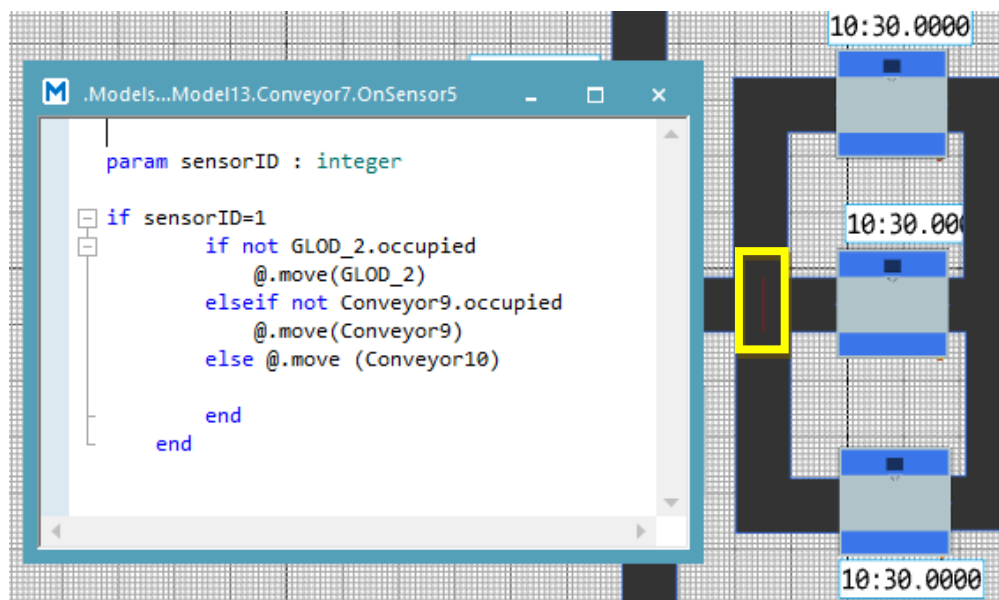 10:30.0000
.Models...Model13.Conveyor7.OnSensor5
param sensorID : integer
if sensorID=1
if not GLOD_2.occupied
@.move(GLOD_2)
elseif not Conveyor9.occupied
@.move(Conveyor9)
else @.move (Conveyor10)
end
end
10:30.00
10:30.0000